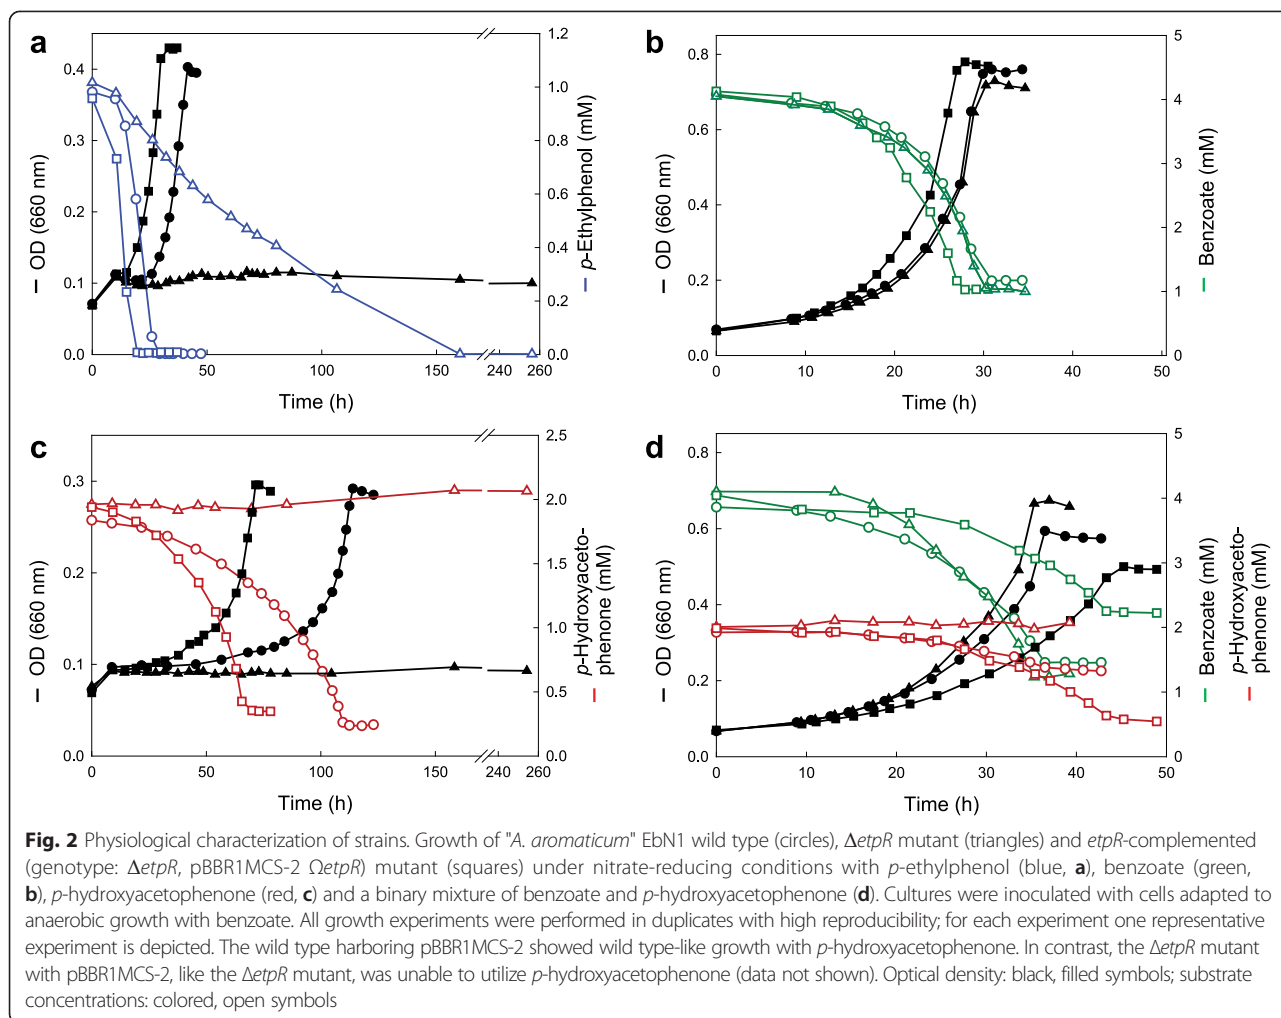 a
OD (660 nm)
0.4
0.3
0.2
0.1
0.0
1.2
1.0
0.8
0.6
0.4
0.2
0.0
p-Ethylphenol (mM)
0
50
100
150
240
260
Time (h)
b
OD (660 nm)
0.8
0.6
0.4
0.2
0.0
5
4
3
2
1
0
Benzoate (mM)
0
10
20
30
40
50
Time (h)
c
OD (660 nm)
0.3
0.2
0.1
0.0
2.5
2.0
1.5
1.0
0.5
0.0
p-Hydroxyaceto-
phenone (mM)
0
50
100
150
240
260
Time (h)
d
OD (660 nm)
0.8
0.6
0.4
0.2
0.0
5
4
3
2
1
0
Benzoate (mM)
p-Hydroxyaceto-
phenone (mM)
0
10
20
30
40
50
Time (h)
Fig. 2 Physiological characterization of strains. Growth of "A. aromaticum" EbN1 wild type (circles), ΔetpR mutant (triangles) and etpR-complemented
(genotype: ΔetpR, pBBR1MCS-2 ΩetpR) mutant (squares) under nitrate-reducing conditions with p-ethylphenol (blue, a), benzoate (green,
b), p-hydroxyacetophenone (red, c) and a binary mixture of benzoate and p-hydroxyacetophenone (d). Cultures were inoculated with cells adapted to
anaerobic growth with benzoate. All growth experiments were performed in duplicates with high reproducibility; for each experiment one representative
experiment is depicted. The wild type harboring pBBR1MCS-2 showed wild type-like growth with p-hydroxyacetophenone. In contrast, the ΔetpR mutant
with pBBR1MCS-2, like the ΔetpR mutant, was unable to utilize p-hydroxyacetophenone (data not shown). Optical density: black, filled symbols; substrate
concentrations: colored, open symbols